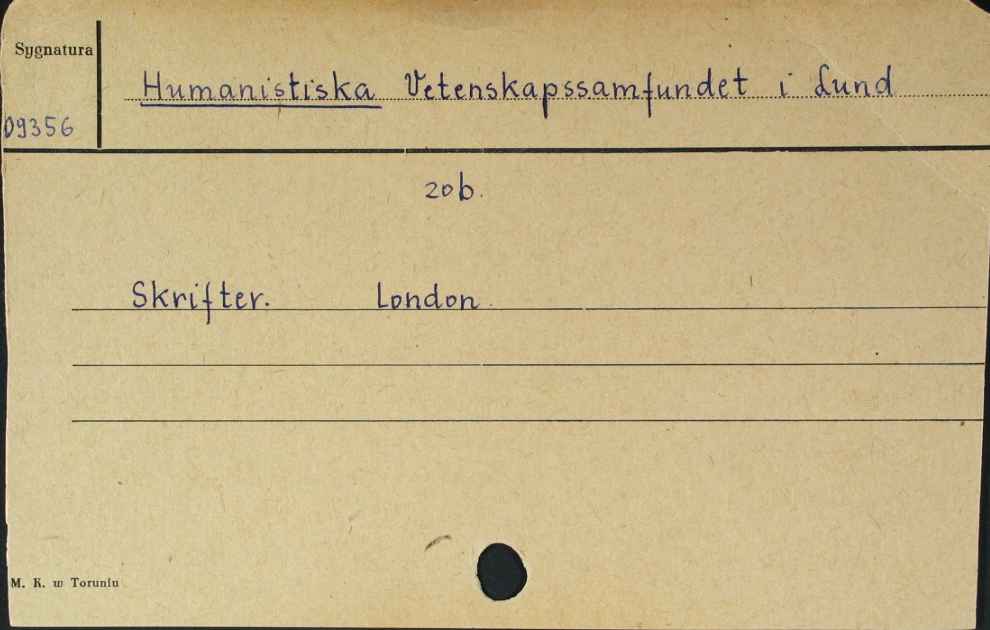 Sygnatura
Humanistiska Vetenskapssamfundet i Lund
09356
20b.
Skrifter. London.
M. K. w Toruniu